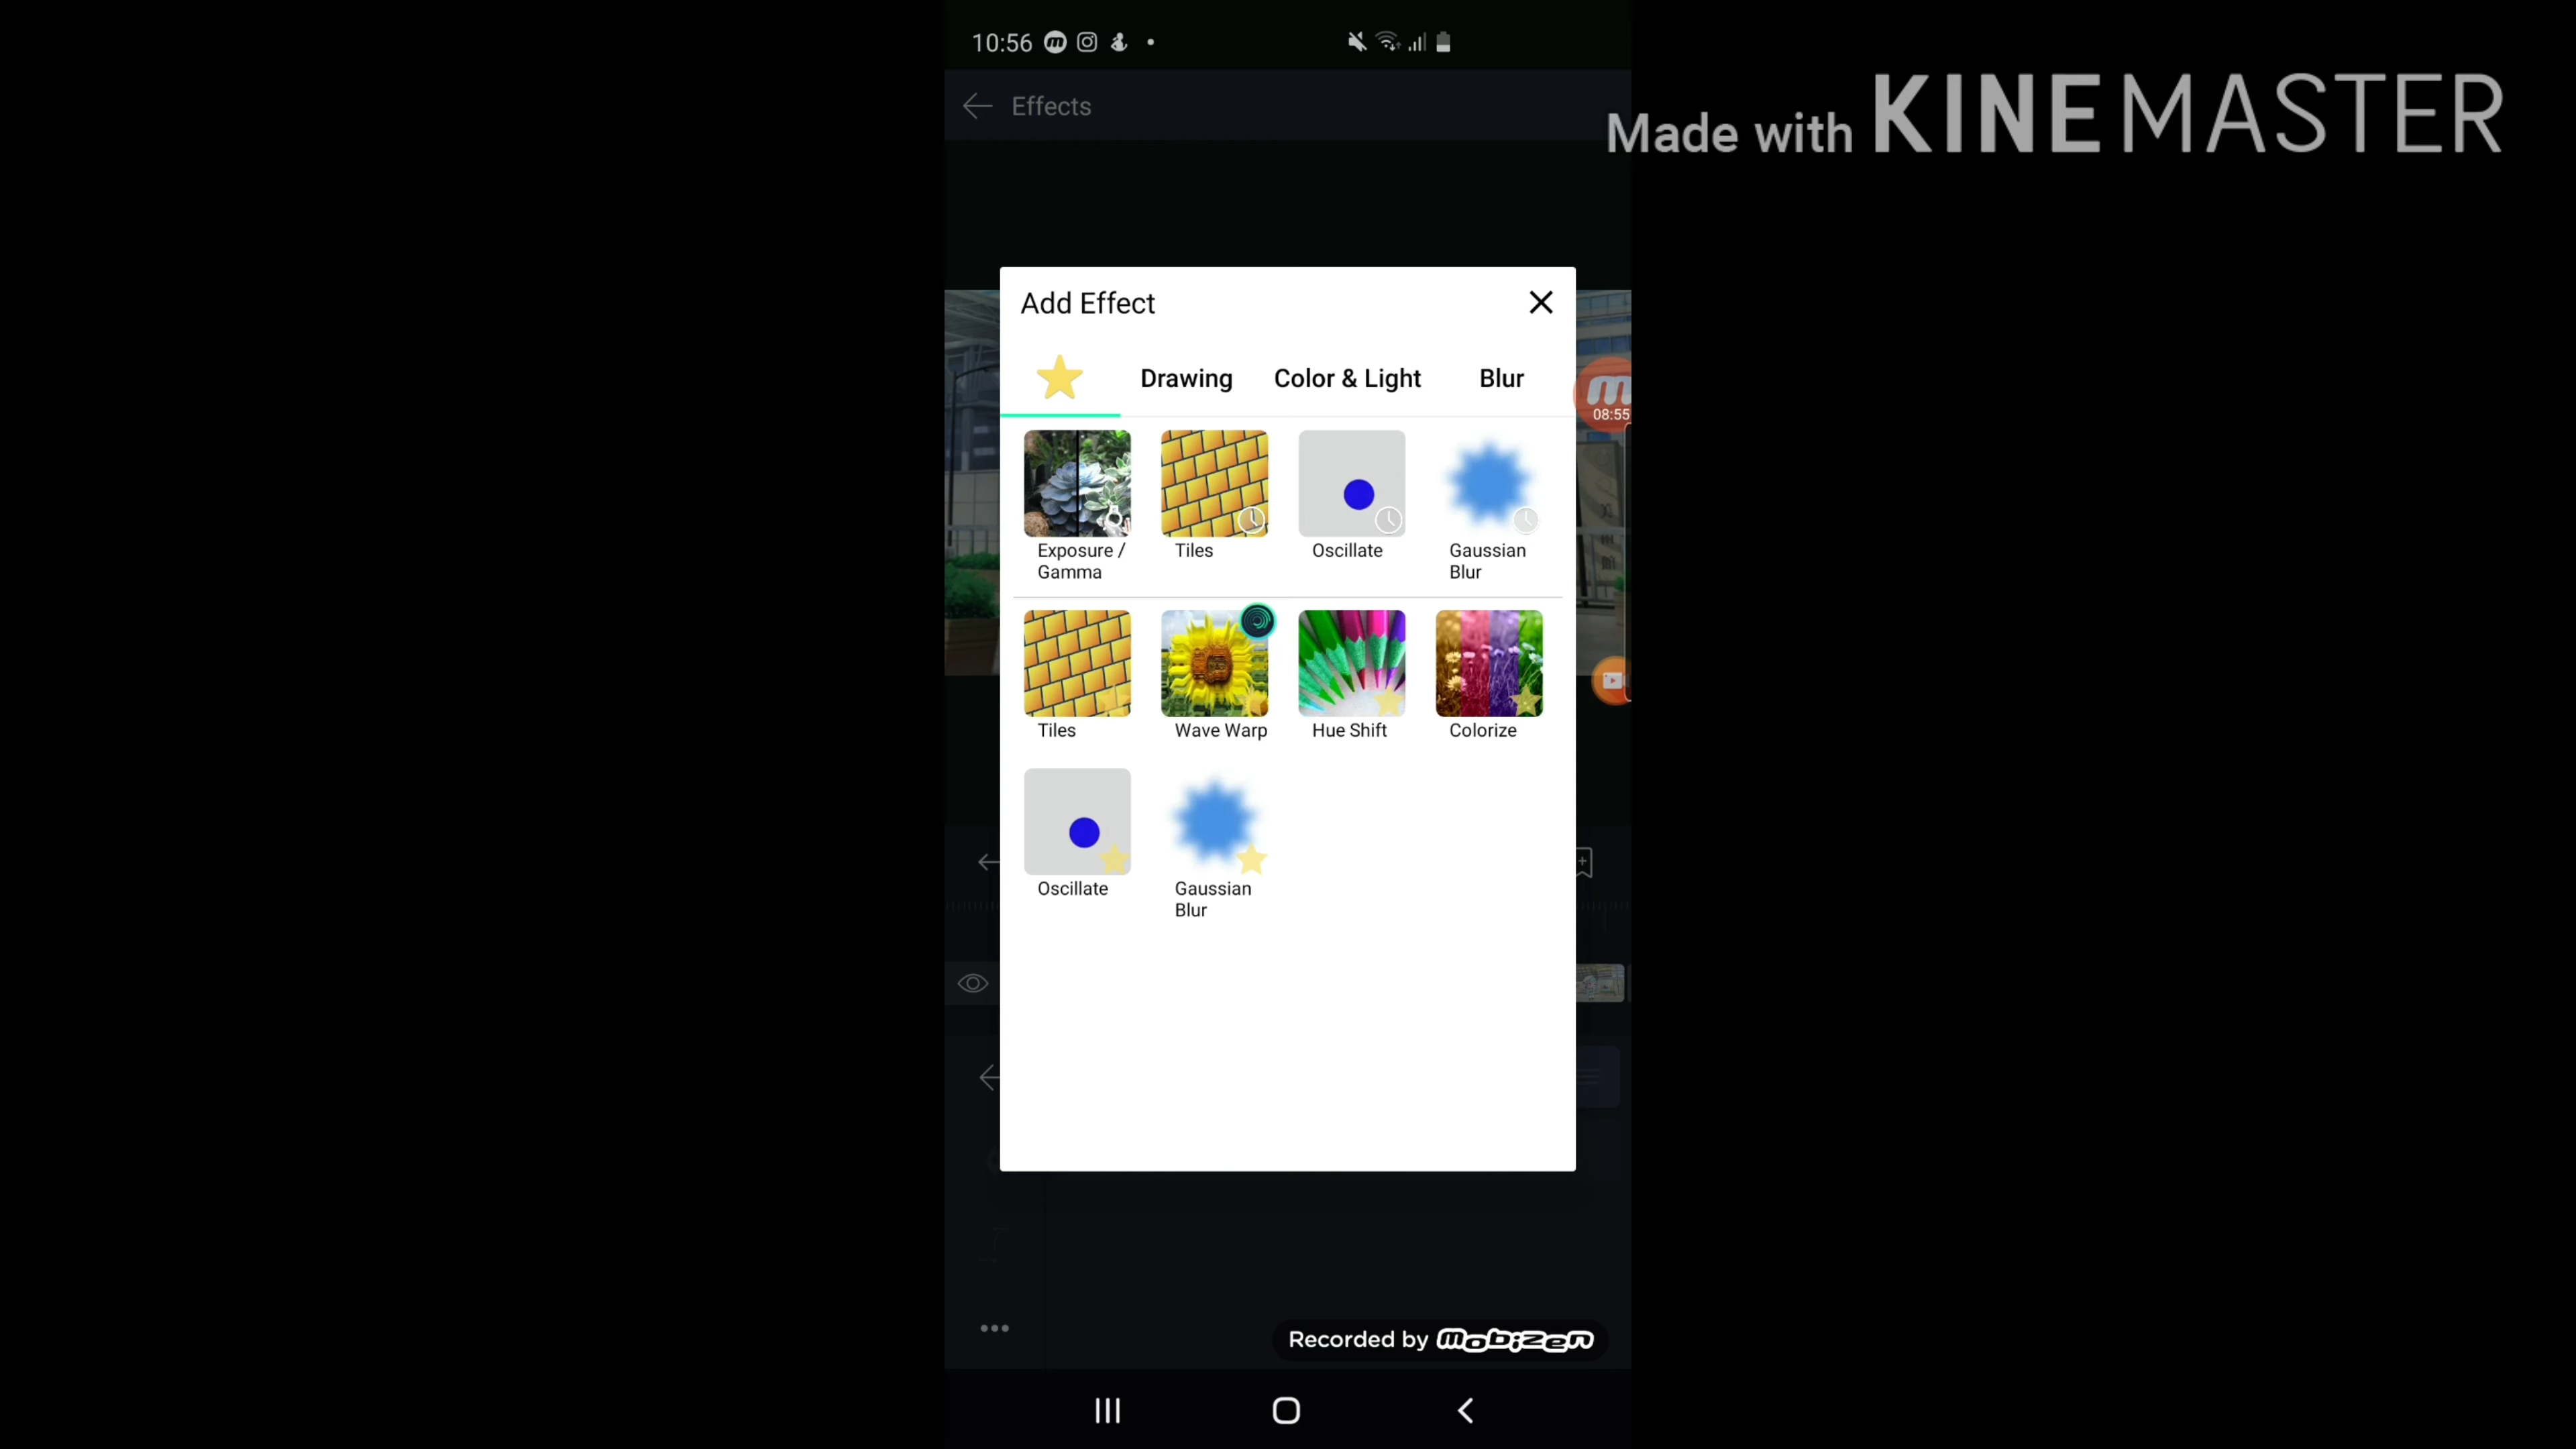 10:56
Effects
Made with KINEMASTER
Add Effect
Drawing Color & Light Blur
08:55
Exposure / Gamma
Tiles
Oscillate
Gaussian Blur
Tiles
Wave Warp
Hue Shift
Colorize
Oscillate
Gaussian Blur
Recorded by mobizen